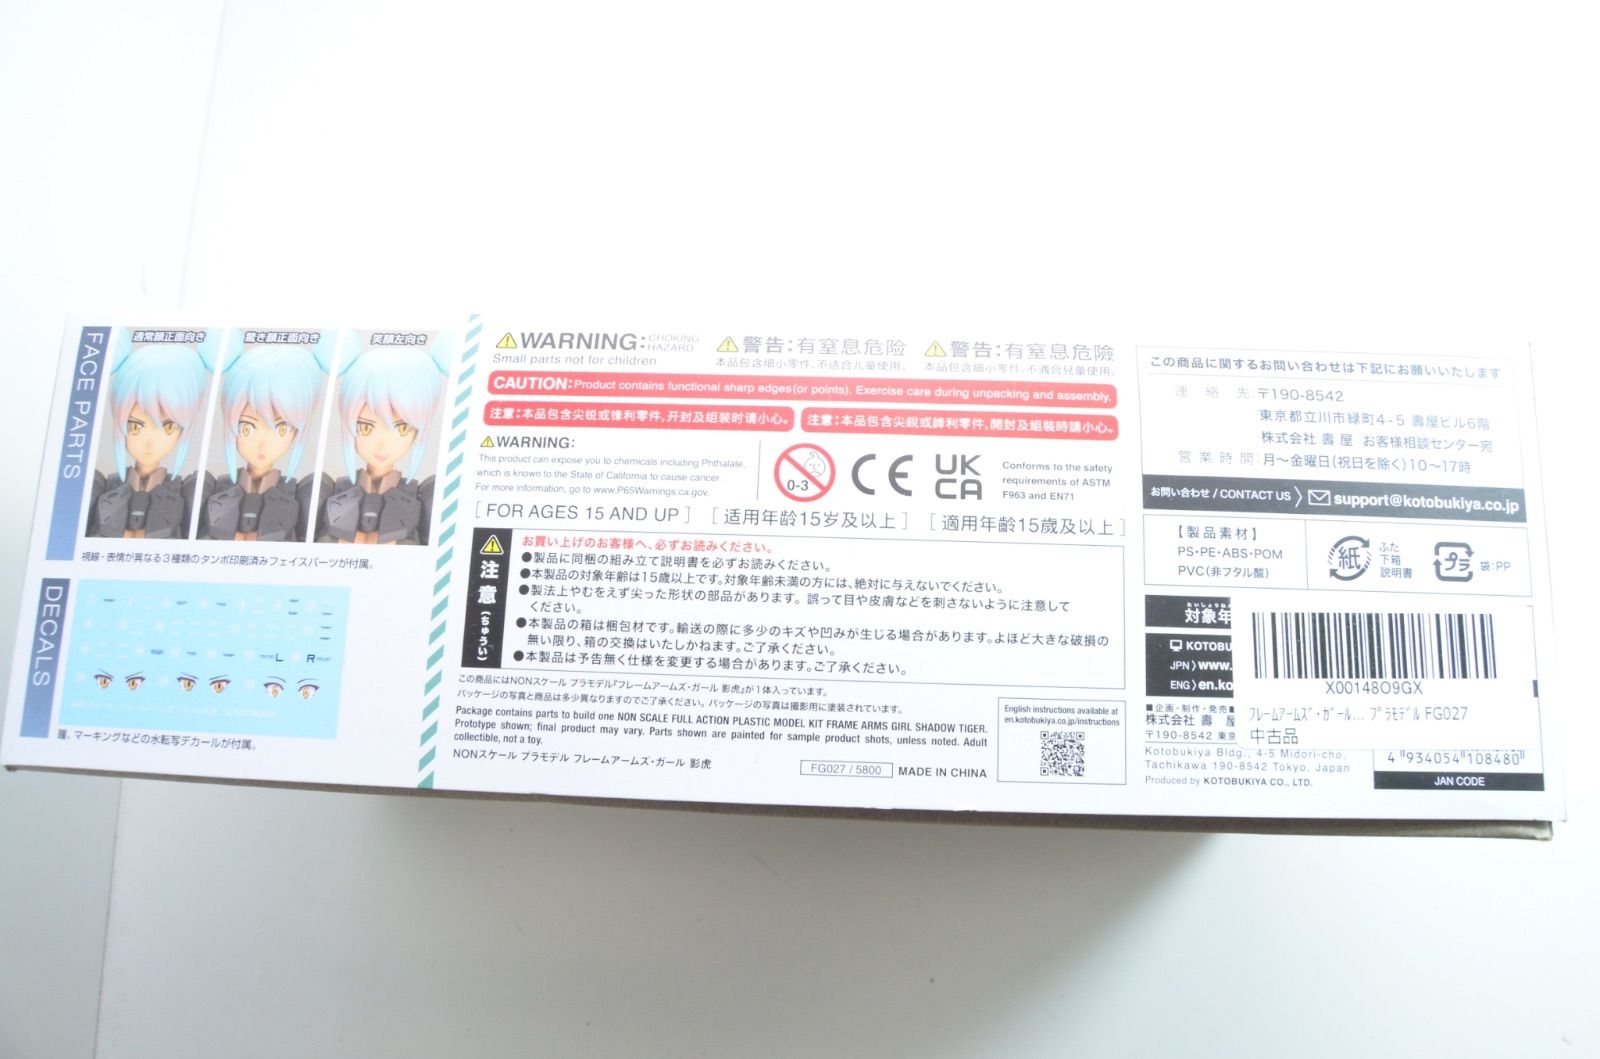 FACE PARTS
通常顔正面向き
驚き顔正面向き
笑顔左向き
視線・表情が異なる3種類のタンポ印刷済みフェイスパーツが付属。
DECALS
L
R
瞳、マーキングなどの水転写デカールが付属。
WARNING: CHOKING HAZARD
Small parts not for children
警告:有窒息危险
本品包含细小零件,不适合儿童使用。
警告:有窒息危險
本品包含細小零件,不適合兒童使用。
CAUTION: Product contains functional sharp edges(or points). Exercise care during unpacking and assembly.
注意:本品包含尖锐或锋利零件,开封及组装时请小心。
注意:本品包含尖銳或鋒利零件,開封及組裝時請小心。
WARNING:
This product can expose you to chemicals including Phthalate,
which is known to the State of California to cause cancer.
For more information, go to www.P65Warnings.ca.gov.
0-3
CE
UK
CA
Conforms to the safety
requirements of ASTM
F963 and EN71
[ FOR AGES 15 AND UP ] [ 适用年龄15岁及以上 ] [ 適用年齡15歲及以上 ]
注意(ちゅうい)
お買い上げのお客様へ、必ずお読みください。
●製品に同梱の組み立て説明書を必ずお読みください。
●本製品の対象年齢は15歳以上です。対象年齢未満の方には、絶対に与えないでください。
●製法上やむをえず尖った形状の部品があります。誤って目や皮膚などを刺さないように注意して
ください。
●本製品の箱は梱包材です。輸送の際に多少のキズや凹みが生じる場合があります。よほど大きな破損の
無い限り、箱の交換はいたしかねます。ご了承ください。
●本製品は予告無く仕様を変更する場合があります。ご了承ください。
この商品にはNONスケール プラモデル『フレームアームズ・ガール 影虎』が1体入っています。
パッケージの写真と商品は多少異なりますのでご了承ください。パッケージの写真は撮影用に塗装されています。
Package contains parts to build one NON SCALE FULL ACTION PLASTIC MODEL KIT FRAME ARMS GIRL SHADOW TIGER.
Prototype shown; final product may vary. Parts shown are painted for sample product shots, unless noted. Adult
collectible, not a toy.
NONスケール プラモデル フレームアームズ・ガール 影虎
FG027 / 5800
MADE IN CHINA
English instructions available at
en.kotobukiya.co.jp/instructions
この商品に関するお問い合わせは下記にお願いいたします
連絡先:〒190-8542
東京都立川市緑町4-5 壽屋ビル6階
株式会社 壽屋 お客様相談センター宛
営業時間:月〜金曜日(祝日を除く)10〜17時
お問い合わせ / CONTACT US
support@kotobukiya.co.jp
【製品素材】
PS・PE・ABS・POM
PVC(非フタル酸)
紙
ふた
下箱
説明書
プラ
袋:PP
たいしょうねん
対象年
KOTOBU
JPN 〉www.
ENG 〉en.ko
■企画・制作・発売■
株式会社 壽屋
〒190-8542 東京
Kotobukiya Bldg., 4-5 Midori-cho,
Tachikawa 190-8542 Tokyo, Japan
Produced by KOTOBUKIYA CO., LTD.
X0014809GX
フレームアームズ・ガール... プラモデル FG027
中古品
4 934054 108480
JAN CODE